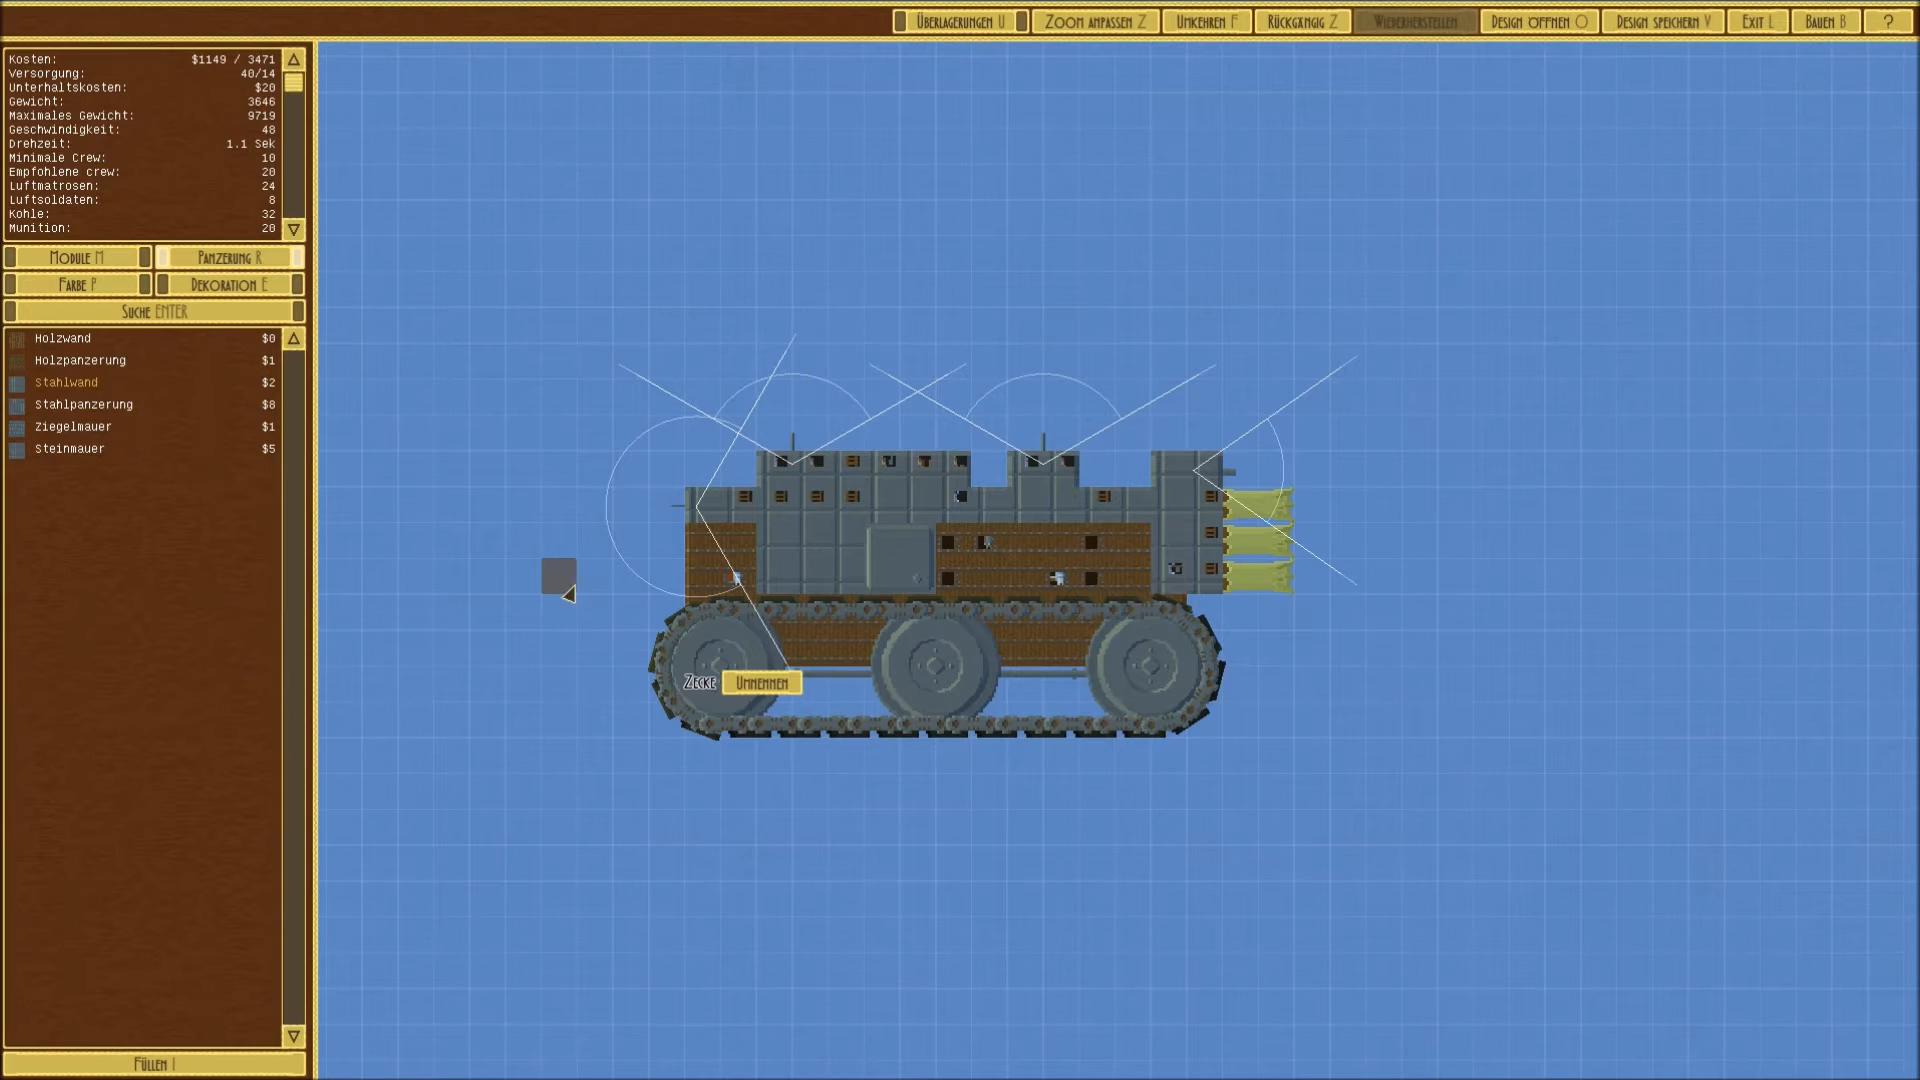 Überlagerungen U
Zoom anpassen Z
Umkehren F
Rückgängig Z
Wiederherstellen
Design öffnen O
Design speichern V
Exit L
Bauen B
?
Kosten: $1149 / 3471
Versorgung: 40/14
Unterhaltskosten: $20
Gewicht: 3646
Maximales Gewicht: 9719
Geschwindigkeit: 48
Drehzeit: 1.1 Sek
Minimale Crew: 10
Empfohlene crew: 20
Luftmatrosen: 24
Luftsoldaten: 8
Kohle: 32
Munition: 20
Module M
Panzerung R
Farbe P
Dekoration E
Suche ENTER
Holzwand $0
Holzpanzerung $1
Stahlwand $2
Stahlpanzerung $8
Ziegelmauer $1
Steinmauer $5
Zecke Umnennen
Füllen I